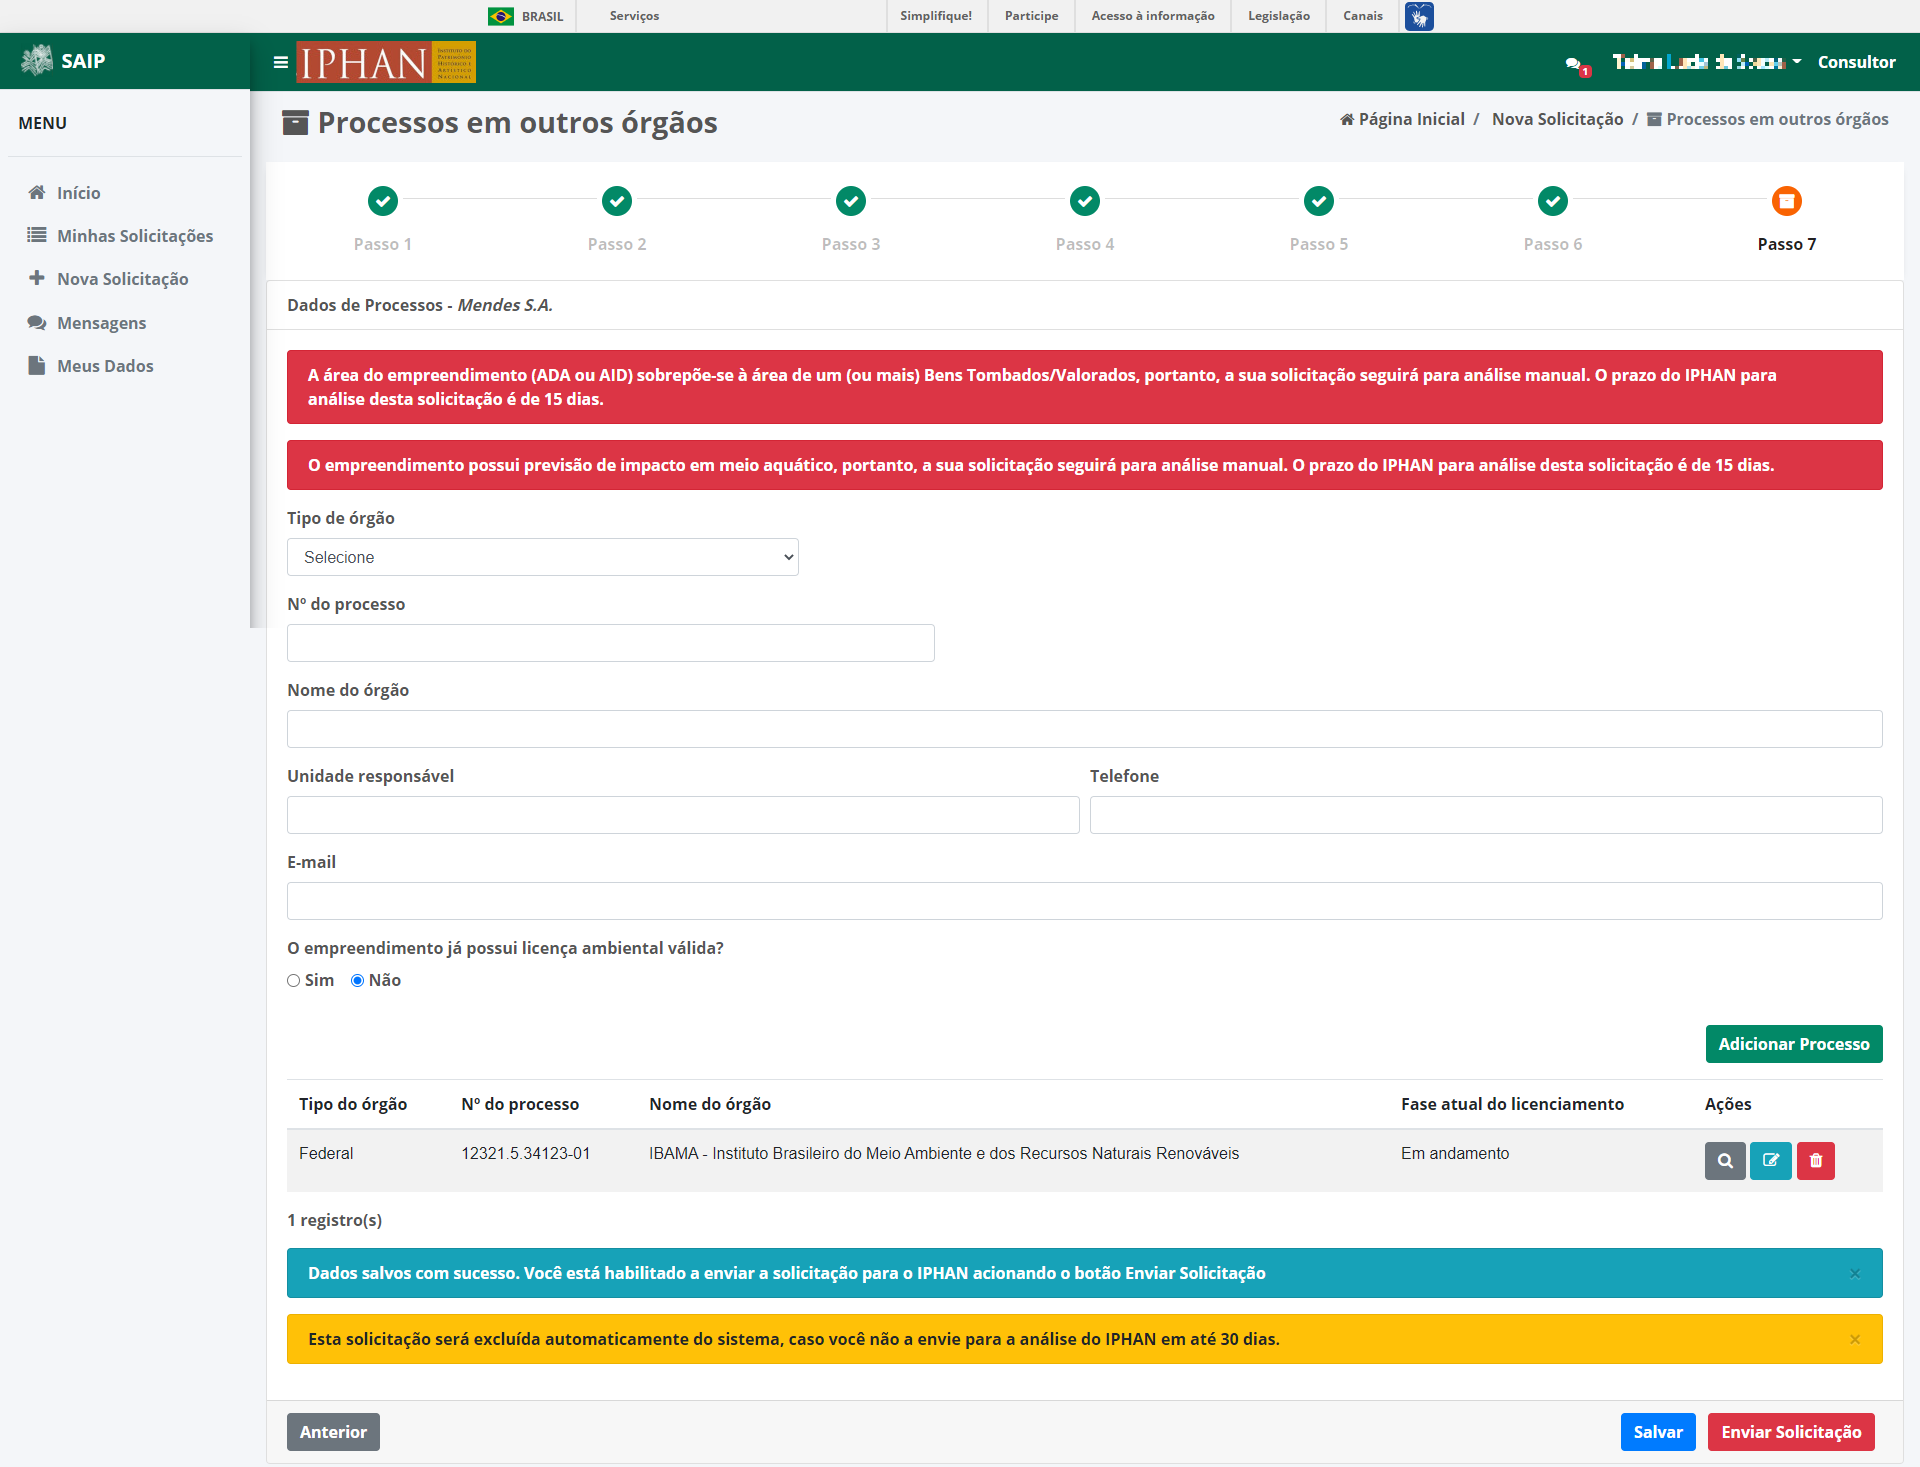 BRASIL
Serviços
Simplifique!
Participe
Acesso à informação
Legislação
Canais
SAIP
IPHAN
INSTITUTO DO
PATRIMÔNIO
HISTÓRICO E
ARTÍSTICO
NACIONAL
1
Consultor
MENU
Início
Minhas Solicitações
Nova Solicitação
Mensagens
Meus Dados
Processos em outros órgãos
Página Inicial / Nova Solicitação / Processos em outros órgãos
Passo 1
Passo 2
Passo 3
Passo 4
Passo 5
Passo 6
Passo 7
Dados de Processos - Mendes S.A.
A área do empreendimento (ADA ou AID) sobrepõe-se à área de um (ou mais) Bens Tombados/Valorados, portanto, a sua solicitação seguirá para análise manual. O prazo do IPHAN para
análise desta solicitação é de 15 dias.
O empreendimento possui previsão de impacto em meio aquático, portanto, a sua solicitação seguirá para análise manual. O prazo do IPHAN para análise desta solicitação é de 15 dias.
Tipo de órgão
Selecione
Nº do processo
Nome do órgão
Unidade responsável
Telefone
E-mail
O empreendimento já possui licença ambiental válida?
Sim Não
Adicionar Processo
Tipo do órgão Nº do processo Nome do órgão Fase atual do licenciamento Ações
Federal 12321.5.34123-01 IBAMA - Instituto Brasileiro do Meio Ambiente e dos Recursos Naturais Renováveis Em andamento
1 registro(s)
Dados salvos com sucesso. Você está habilitado a enviar a solicitação para o IPHAN acionando o botão Enviar Solicitação ×
Esta solicitação será excluída automaticamente do sistema, caso você não a envie para a análise do IPHAN em até 30 dias. ×
Anterior
Salvar
Enviar Solicitação